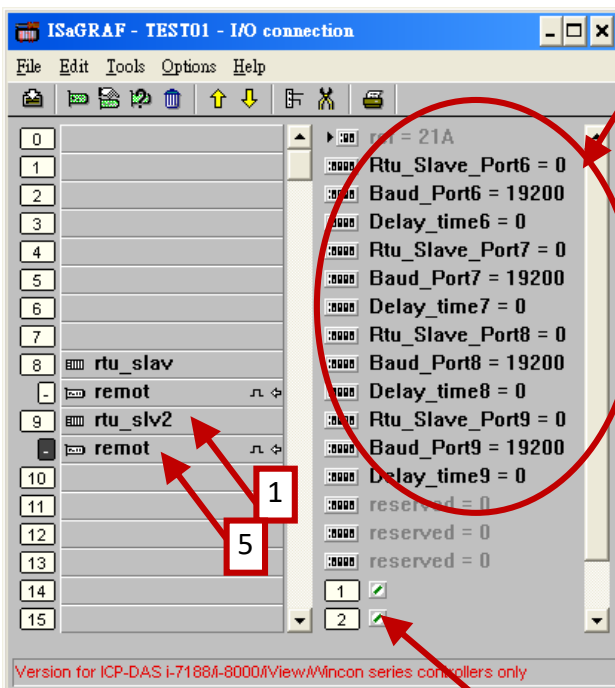 ISaGRAF - TEST01 - I/O connection
File Edit Tools Options Help
0
1
2
3
4
5
6
7
8 rtu_slav
- remot
9 rtu_slv2
- remot
10
11
12
13
14
15
1
5
ref = 21A
Rtu_Slave_Port6 = 0
Baud_Port6 = 19200
Delay_time6 = 0
Rtu_Slave_Port7 = 0
Baud_Port7 = 19200
Delay_time7 = 0
Rtu_Slave_Port8 = 0
Baud_Port8 = 19200
Delay_time8 = 0
Rtu_Slave_Port9 = 0
Baud_Port9 = 19200
Delay_time9 = 0
reserved = 0
reserved = 0
reserved = 0
1
2
Version for ICP-DAS i-7188/i-8000/iView/Wincon series controllers only